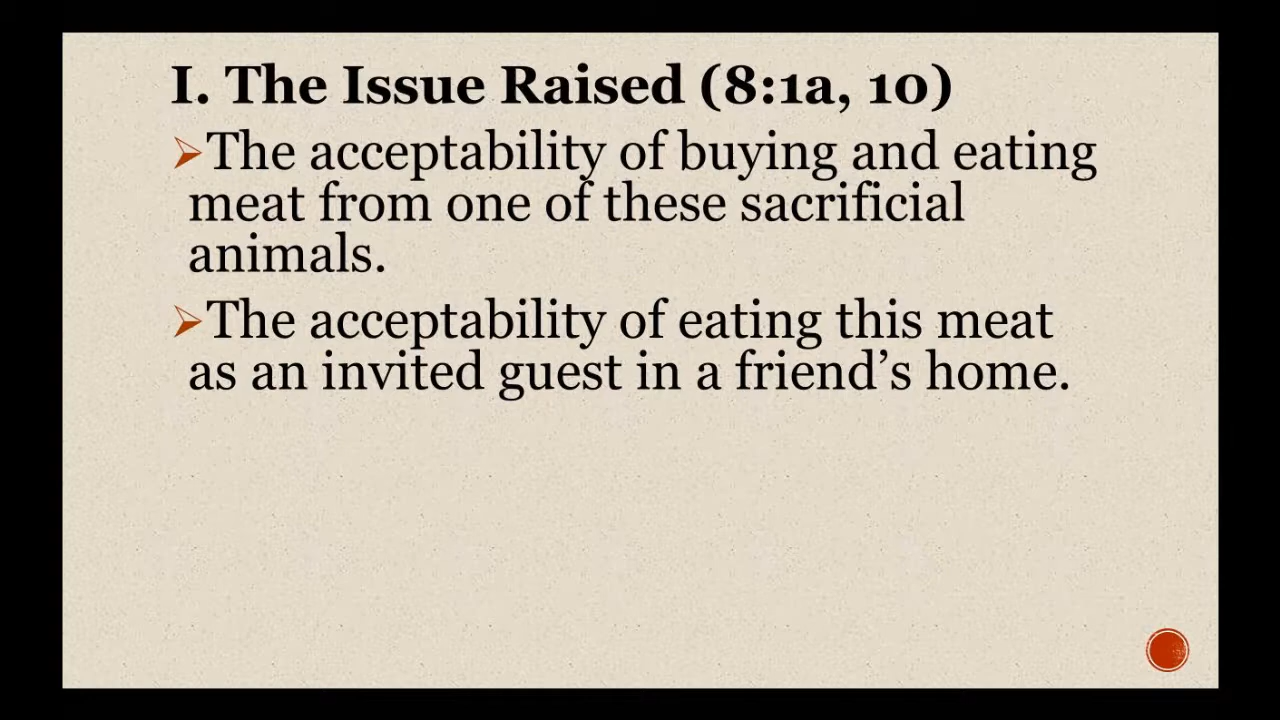 I. The Issue Raised (8:1a, 10)
➢The acceptability of buying and eating
meat from one of these sacrificial
animals.
➢The acceptability of eating this meat
as an invited guest in a friend’s home.